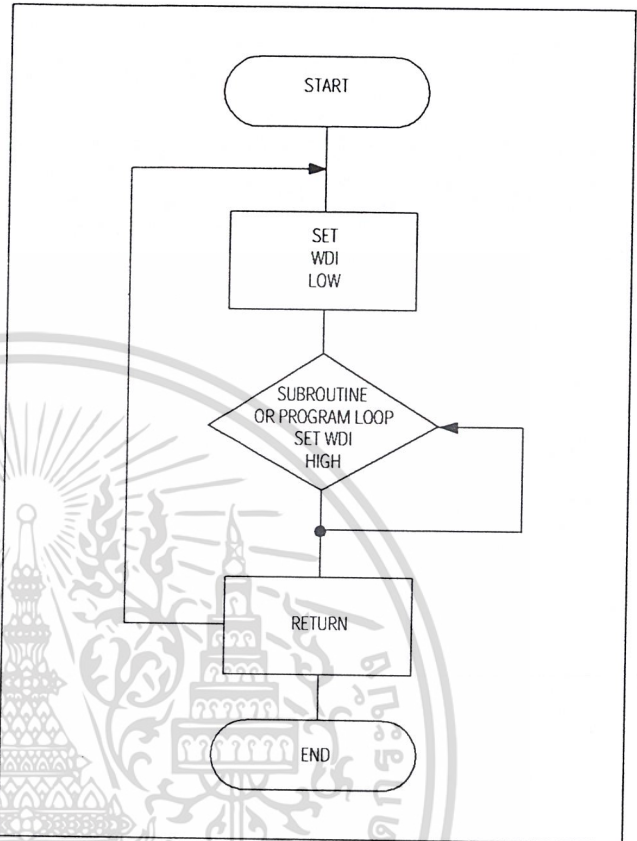 START
SET
WDI
LOW
SUBROUTINE
OR PROGRAM LOOP
SET WDI
HIGH
RETURN
END